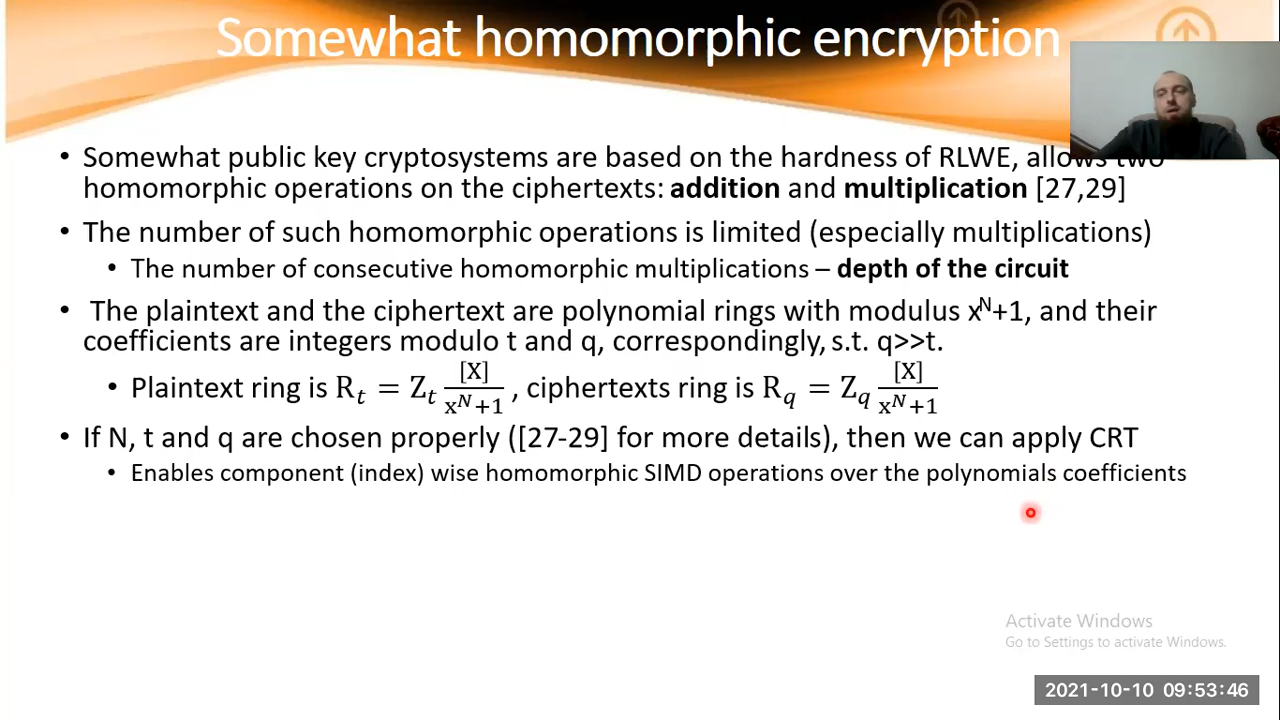 Somewhat homomorphic encryption
• Somewhat public key cryptosystems are based on the hardness of RLWE, allows two
homomorphic operations on the ciphertexts: addition and multiplication [27,29]
• The number of such homomorphic operations is limited (especially multiplications)
• The number of consecutive homomorphic multiplications – depth of the circuit
• The plaintext and the ciphertext are polynomial rings with modulus x^N+1, and their
coefficients are integers modulo t and q, correspondingly, s.t. q>>t.
• Plaintext ring is R_t = Z_t [X]/(x^N+1) , ciphertexts ring is R_q = Z_q [X]/(x^N+1)
• If N, t and q are chosen properly ([27-29] for more details), then we can apply CRT
• Enables component (index) wise homomorphic SIMD operations over the polynomials coefficients
Activate Windows
Go to Settings to activate Windows.
2021-10-10 09:53:46